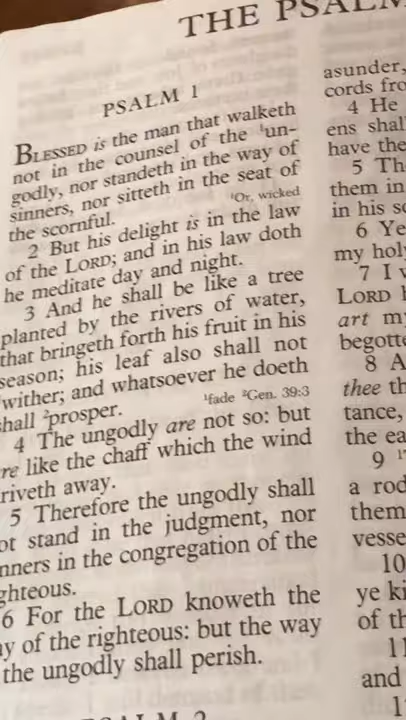 THE PSALM
PSALM 1
BLESSED is the man that walketh
not in the counsel of the ¹un-
godly, nor standeth in the way of
sinners, nor sitteth in the seat of
the scornful.
¹Or, wicked
2 But his delight is in the law
of the LORD; and in his law doth
he meditate day and night.
3 And he shall be like a tree
planted by the rivers of water,
that bringeth forth his fruit in his
season; his leaf also shall not
wither; and whatsoever he doeth
hall ²prosper.
¹fade ²Gen. 39:3
4 The ungodly are not so: but
re like the chaff which the wind
riveth away.
5 Therefore the ungodly shall
ot stand in the judgment, nor
nners in the congregation of the
ghteous.
6 For the LORD knoweth the
ay of the righteous: but the way
the ungodly shall perish.
asunder,
cords fro
4 He
ens shal
have the
5 Th
them in
in his so
6 Ye
my hol
7 I
LORD
art my
begotte
8 A
thee th
tance,
the ea
9
a rod
them
vesse
10
ye ki
of th
11
and